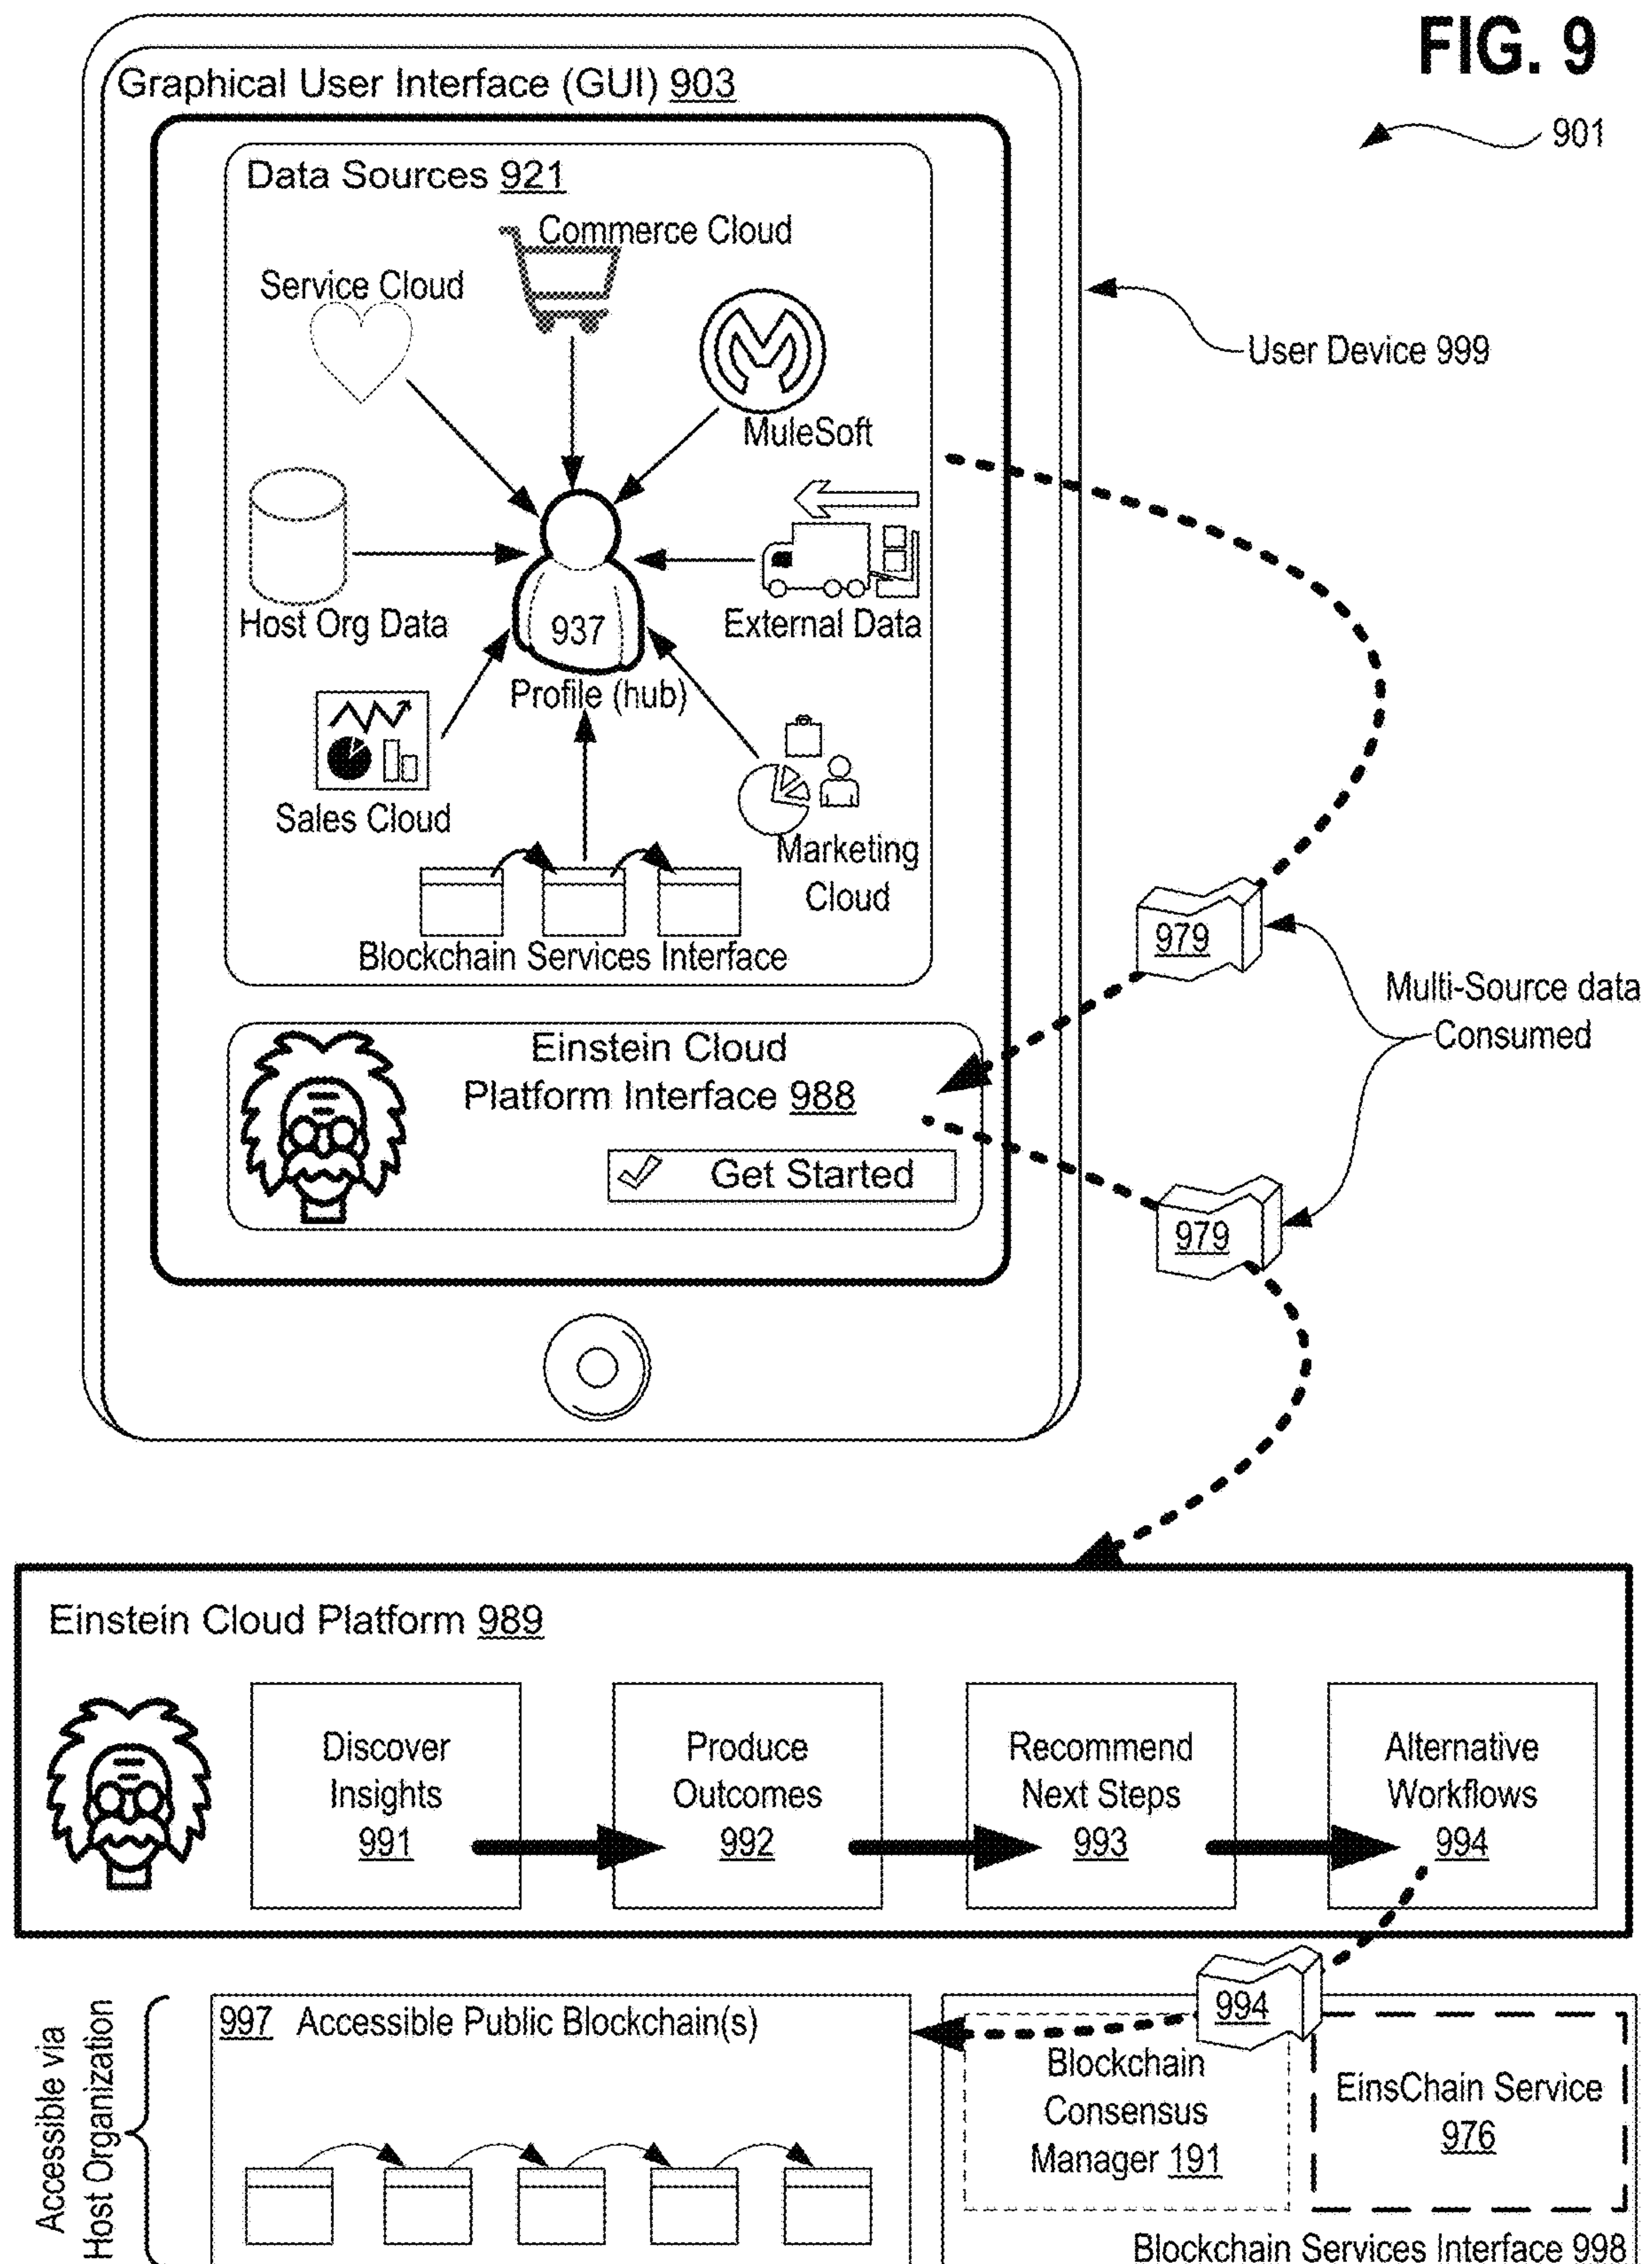 FIG. 9
901
Graphical User Interface (GUI) 903
Data Sources 921
Commerce Cloud
Service Cloud
MuleSoft
User Device 999
Host Org Data
937
External Data
Profile (hub)
Sales Cloud
Marketing
Cloud
Blockchain Services Interface
979
Multi-Source data
Consumed
Einstein Cloud
Platform Interface 988
Get Started
979
Einstein Cloud Platform 989
Discover
Insights
991
Produce
Outcomes
992
Recommend
Next Steps
993
Alternative
Workflows
994
Accessible via
Host Organization
997 Accessible Public Blockchain(s)
994
Blockchain
Consensus
Manager 191
EinsChain Service
976
Blockchain Services Interface 998